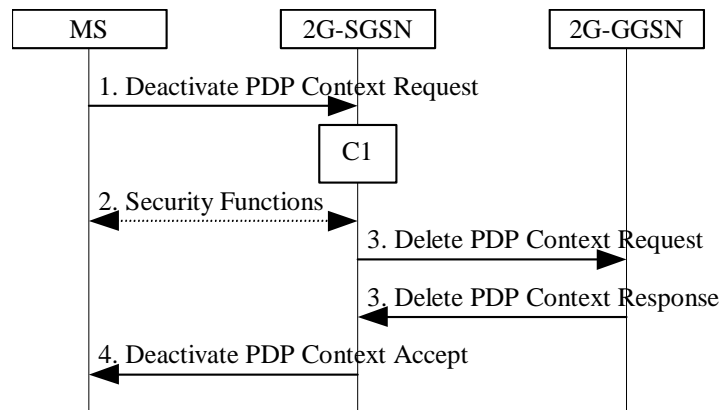 MS
2G-SGSN
2G-GGSN
1. Deactivate PDP Context Request
C1
2. Security Functions
3. Delete PDP Context Request
3. Delete PDP Context Response
4. Deactivate PDP Context Accept